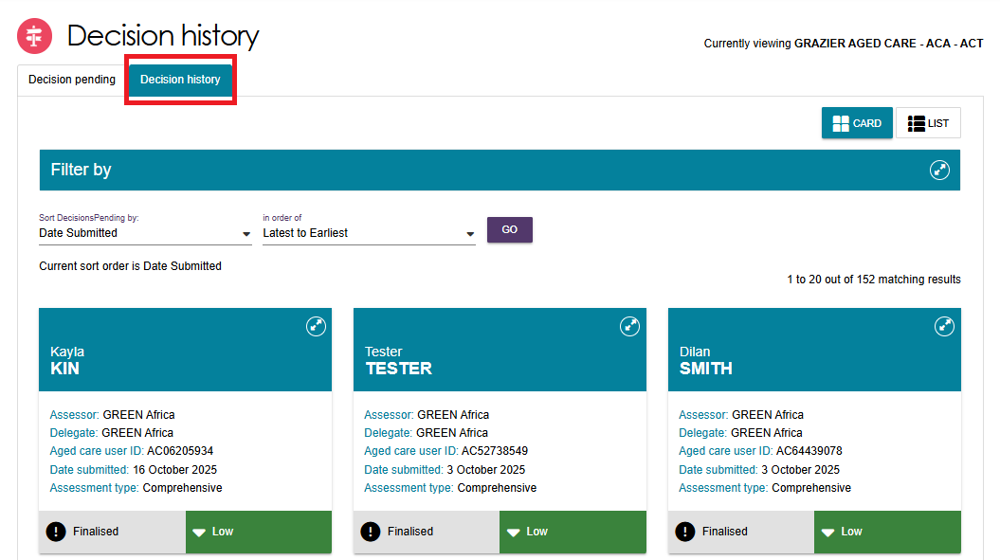 Decision history
Currently viewing GRAZIER AGED CARE - ACA - ACT
Decision pending
Decision history
CARD
LIST
Filter by
Sort DecisionsPending by:
Date Submitted
in order of
Latest to Earliest
GO
Current sort order is Date Submitted
1 to 20 out of 152 matching results
Kayla
KIN
Assessor: GREEN Africa
Delegate: GREEN Africa
Aged care user ID: AC06205934
Date submitted: 16 October 2025
Assessment type: Comprehensive
Finalised
Low
Tester
TESTER
Assessor: GREEN Africa
Delegate: GREEN Africa
Aged care user ID: AC52738549
Date submitted: 3 October 2025
Assessment type: Comprehensive
Finalised
Low
Dilan
SMITH
Assessor: GREEN Africa
Delegate: GREEN Africa
Aged care user ID: AC64439078
Date submitted: 3 October 2025
Assessment type: Comprehensive
Finalised
Low